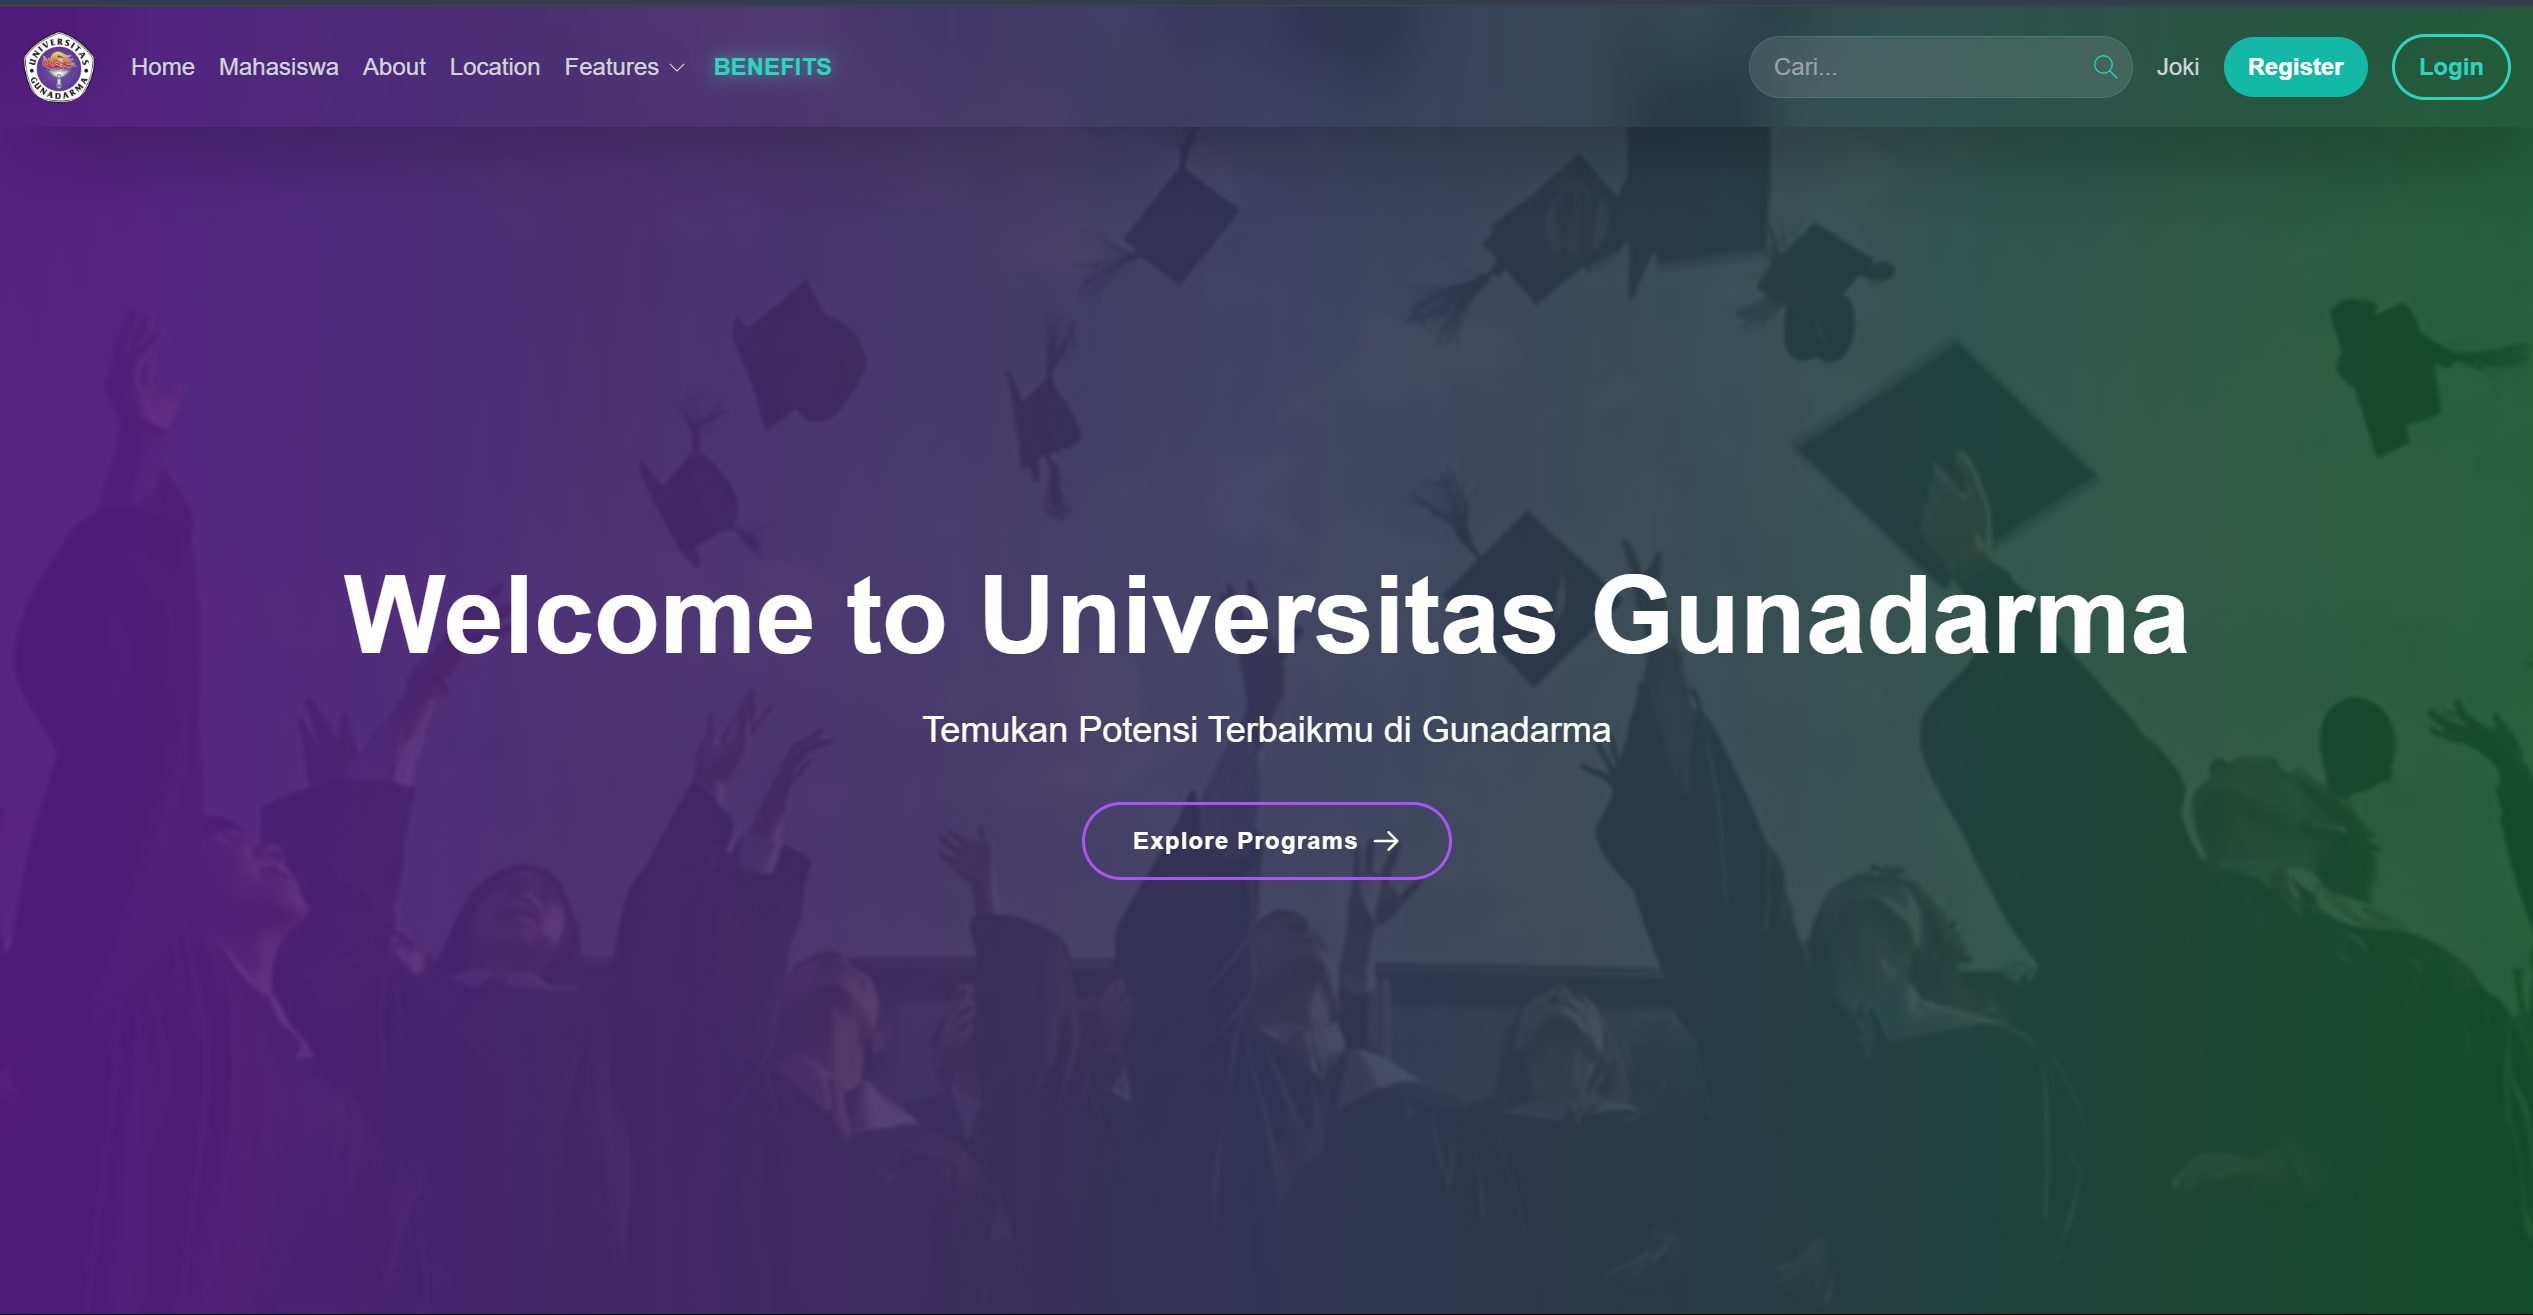 UNIVERSITAS
GUNADARMA
Home
Mahasiswa
About
Location
Features
BENEFITS
Cari...
Joki
Register
Login
Welcome to Universitas Gunadarma
Temukan Potensi Terbaikmu di Gunadarma
Explore Programs